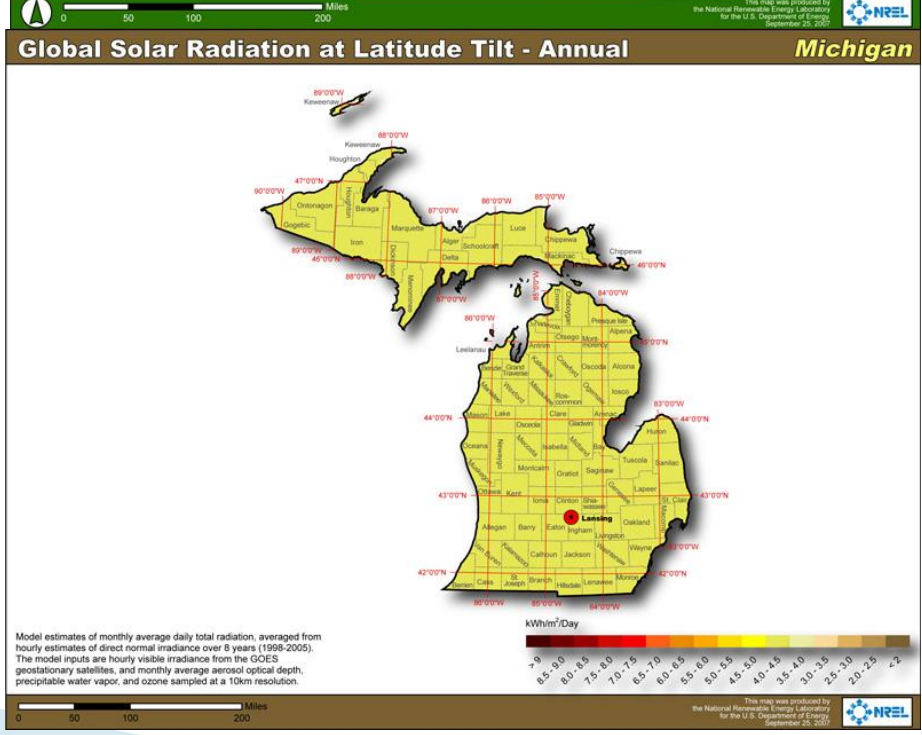 Miles
0 50 100 200
This map was produced by
the National Renewable Energy Laboratory
for the U.S. Department of Energy.
September 25, 2007
NREL
Global Solar Radiation at Latitude Tilt - Annual
Michigan
89°0'0"W
Keweenaw
88°0'0"W
Keweenaw
Houghton
47°0'0"N
90°0'0"W
Ontonagon
Houghton
Baraga
Gogebic
Marquette
87°0'0"W
86°0'0"W
85°0'0"W
Alger
Luce
Schoolcraft
Chippewa
Iron
Dickinson
Delta
Mackinac
Chippewa
89°0'0"W
46°0'0"N
46°0'0"N
88°0'0"W
Menominee
87°0'0"W
85°0'0"W
84°0'0"W
Emmet
Cheboygan
Presque Isle
86°0'0"W
Charlevoix
Otsego
Mont-
morency
Alpena
Leelanau
Antrim
45°0'0"N
Benzie
Grand
Traverse
Kalkaska
Crawford
Oscoda
Alcona
Manistee
Wexford
Missaukee
Ros-
common
Ogemaw
Iosco
83°0'0"W
44°0'0"N
Mason
Lake
Osceola
Clare
Gladwin
Arenac
44°0'0"N
Huron
Oceana
Newaygo
Mecosta
Isabella
Midland
Bay
Tuscola
Sanilac
Muskegon
Montcalm
Gratiot
Saginaw
Genesee
Lapeer
43°0'0"N
Ottawa
Kent
Ionia
Clinton
Shia-
wassee
St. Clair
43°0'0"N
Lansing
Oakland
Macomb
Allegan
Barry
Eaton
Ingham
Livingston
Van Buren
Kalamazoo
Calhoun
Jackson
Washtenaw
Wayne
83°0'0"W
42°0'0"N
Berrien
Cass
St.
Joseph
Branch
Hillsdale
Lenawee
Monroe
42°0'0"N
86°0'0"W
85°0'0"W
84°0'0"W
kWh/m²/Day
> 9
8.5 - 9.0
8.0 - 8.5
7.5 - 8.0
7.0 - 7.5
6.5 - 7.0
6.0 - 6.5
5.5 - 6.0
5.0 - 5.5
4.5 - 5.0
4.0 - 4.5
3.5 - 4.0
3.0 - 3.5
2.5 - 3.0
2.0 - 2.5
< 2
Model estimates of monthly average daily total radiation, averaged from
hourly estimates of direct normal irradiance over 8 years (1998-2005).
The model inputs are hourly visible irradiance from the GOES
geostationary satellites, and monthly average aerosol optical depth,
precipitable water vapor, and ozone sampled at a 10km resolution.
Miles
0 50 100 200
This map was produced by
the National Renewable Energy Laboratory
for the U.S. Department of Energy.
September 25, 2007
NREL